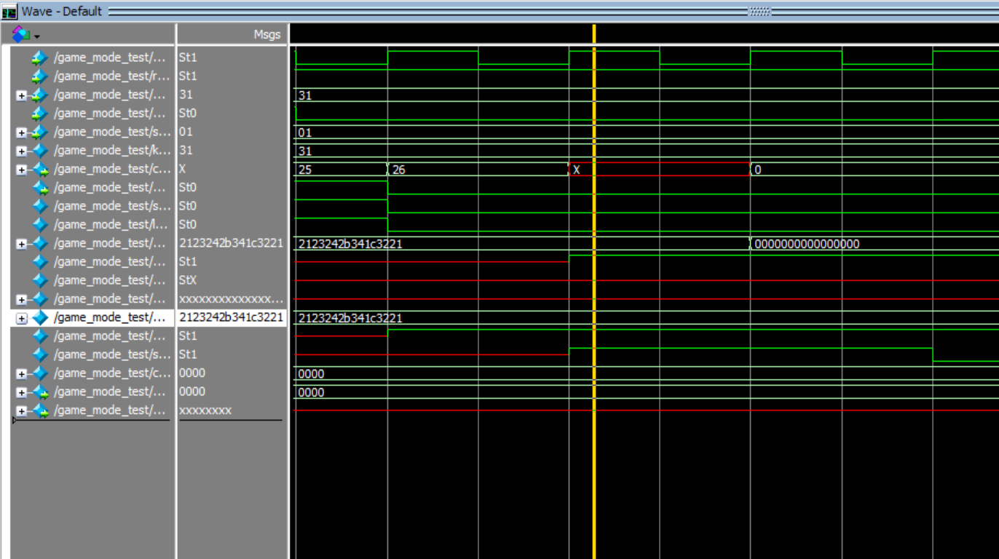 Wave - Default
Msgs
/game_mode_test/... St1
/game_mode_test/r... St1
/game_mode_test/... 31 31
/game_mode_test/... St0
/game_mode_test/s... 01 01
/game_mode_test/k... 31 31
/game_mode_test/c... X 25 26 X 0
/game_mode_test/... St0
/game_mode_test/s... St0
/game_mode_test/l... St0
/game_mode_test/... 2123242b341c3221 2123242b341c3221 0000000000000000
/game_mode_test/... St1
/game_mode_test/... StX
/game_mode_test/... xxxxxxxxxxxxxx...
/game_mode_test/... 2123242b341c3221 2123242b341c3221
/game_mode_test/... St1
/game_mode_test/s... St1
/game_mode_test/c... 0000 0000
/game_mode_test/... 0000 0000
/game_mode_test/... xxxxxxxx